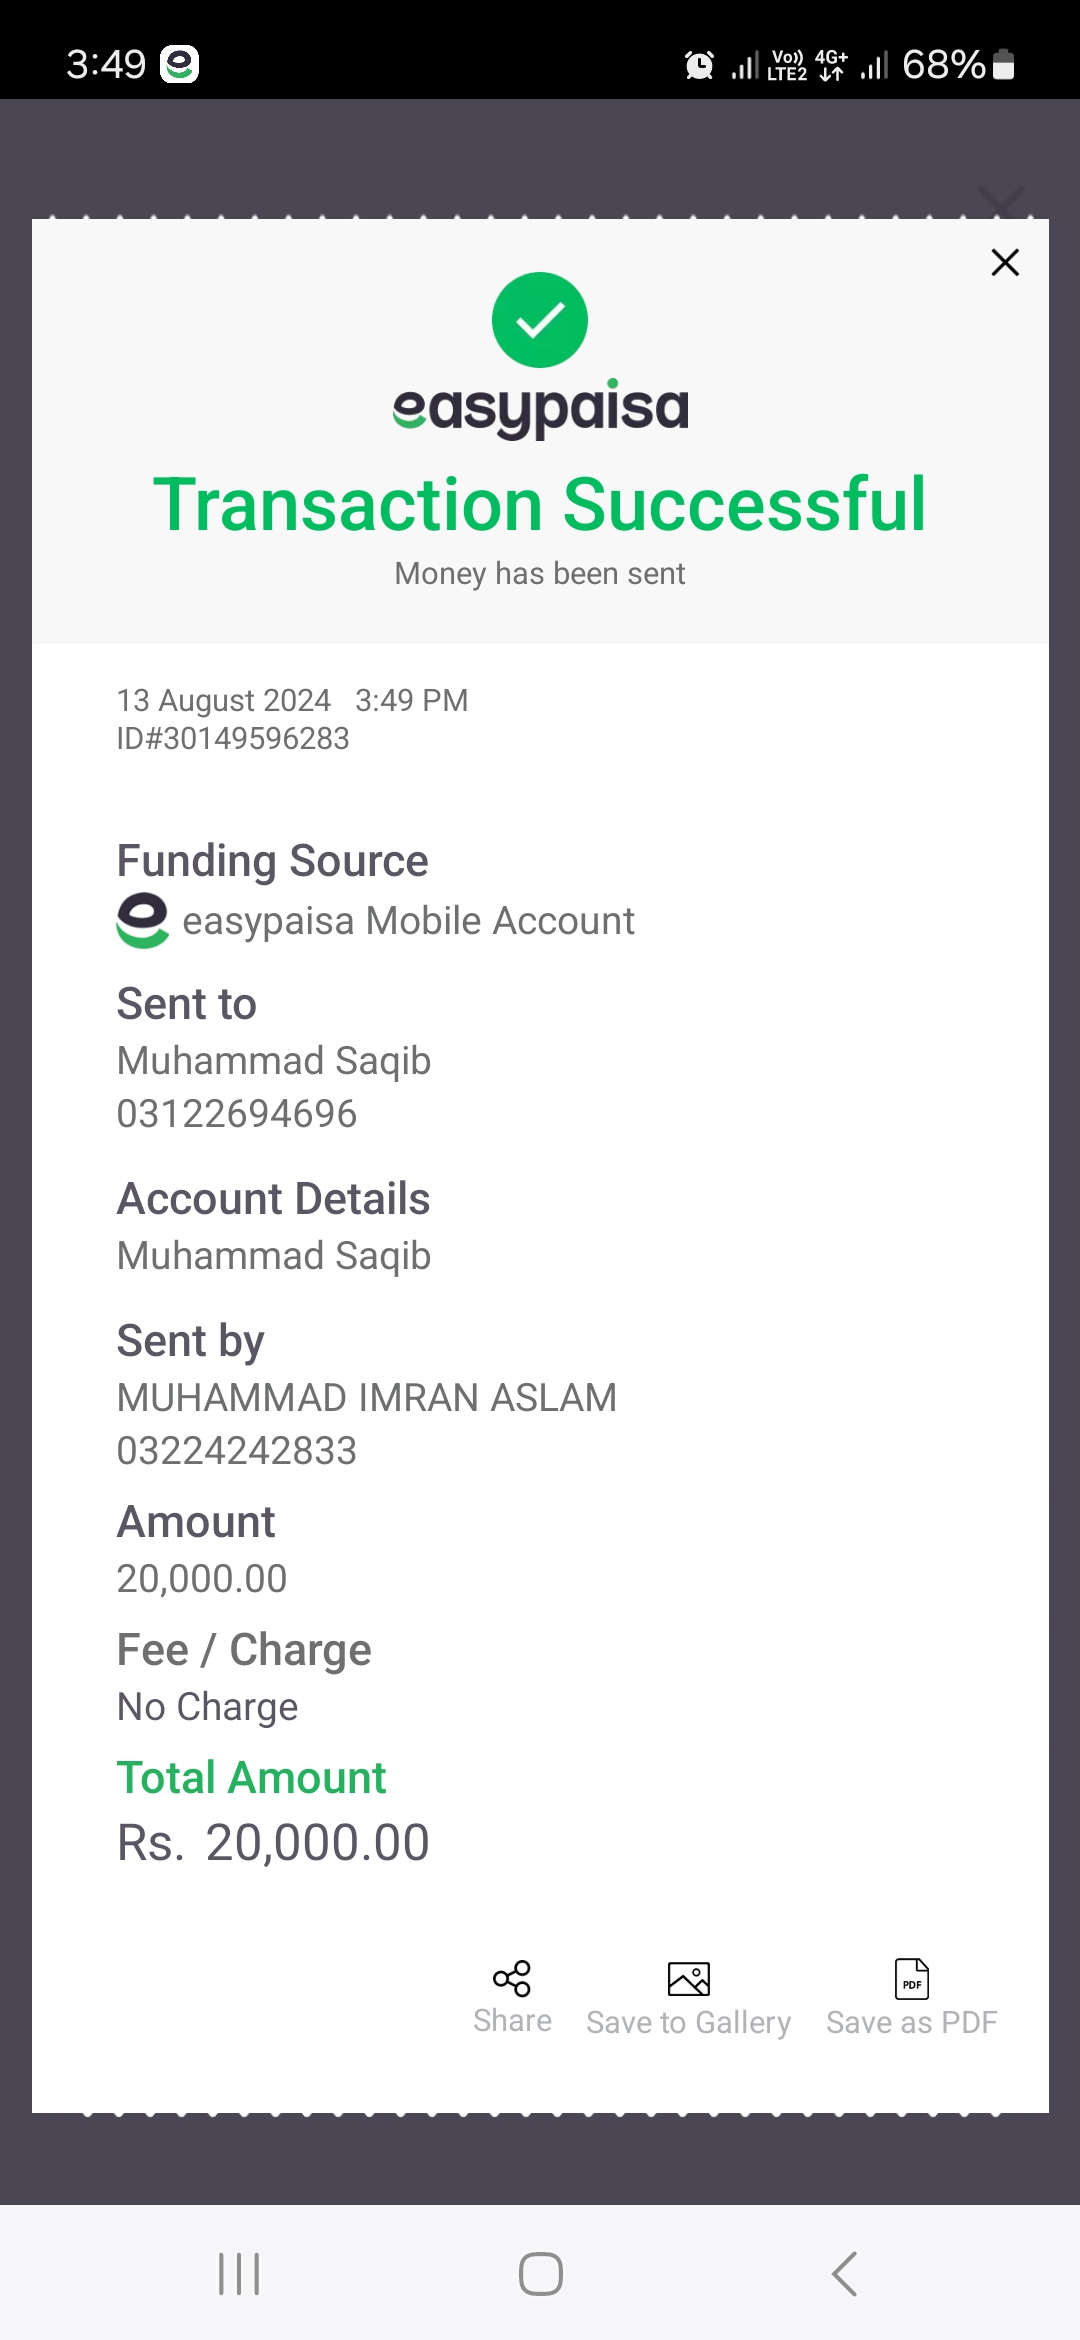 3:49
Vo)) 4G+ 68%
LTE2
easypaisa
Transaction Successful
Money has been sent
13 August 2024 3:49 PM
ID#30149596283
Funding Source
easypaisa Mobile Account
Sent to
Muhammad Saqib
03122694696
Account Details
Muhammad Saqib
Sent by
MUHAMMAD IMRAN ASLAM
03224242833
Amount
20,000.00
Fee / Charge
No Charge
Total Amount
Rs. 20,000.00
PDF
Share Save to Gallery Save as PDF